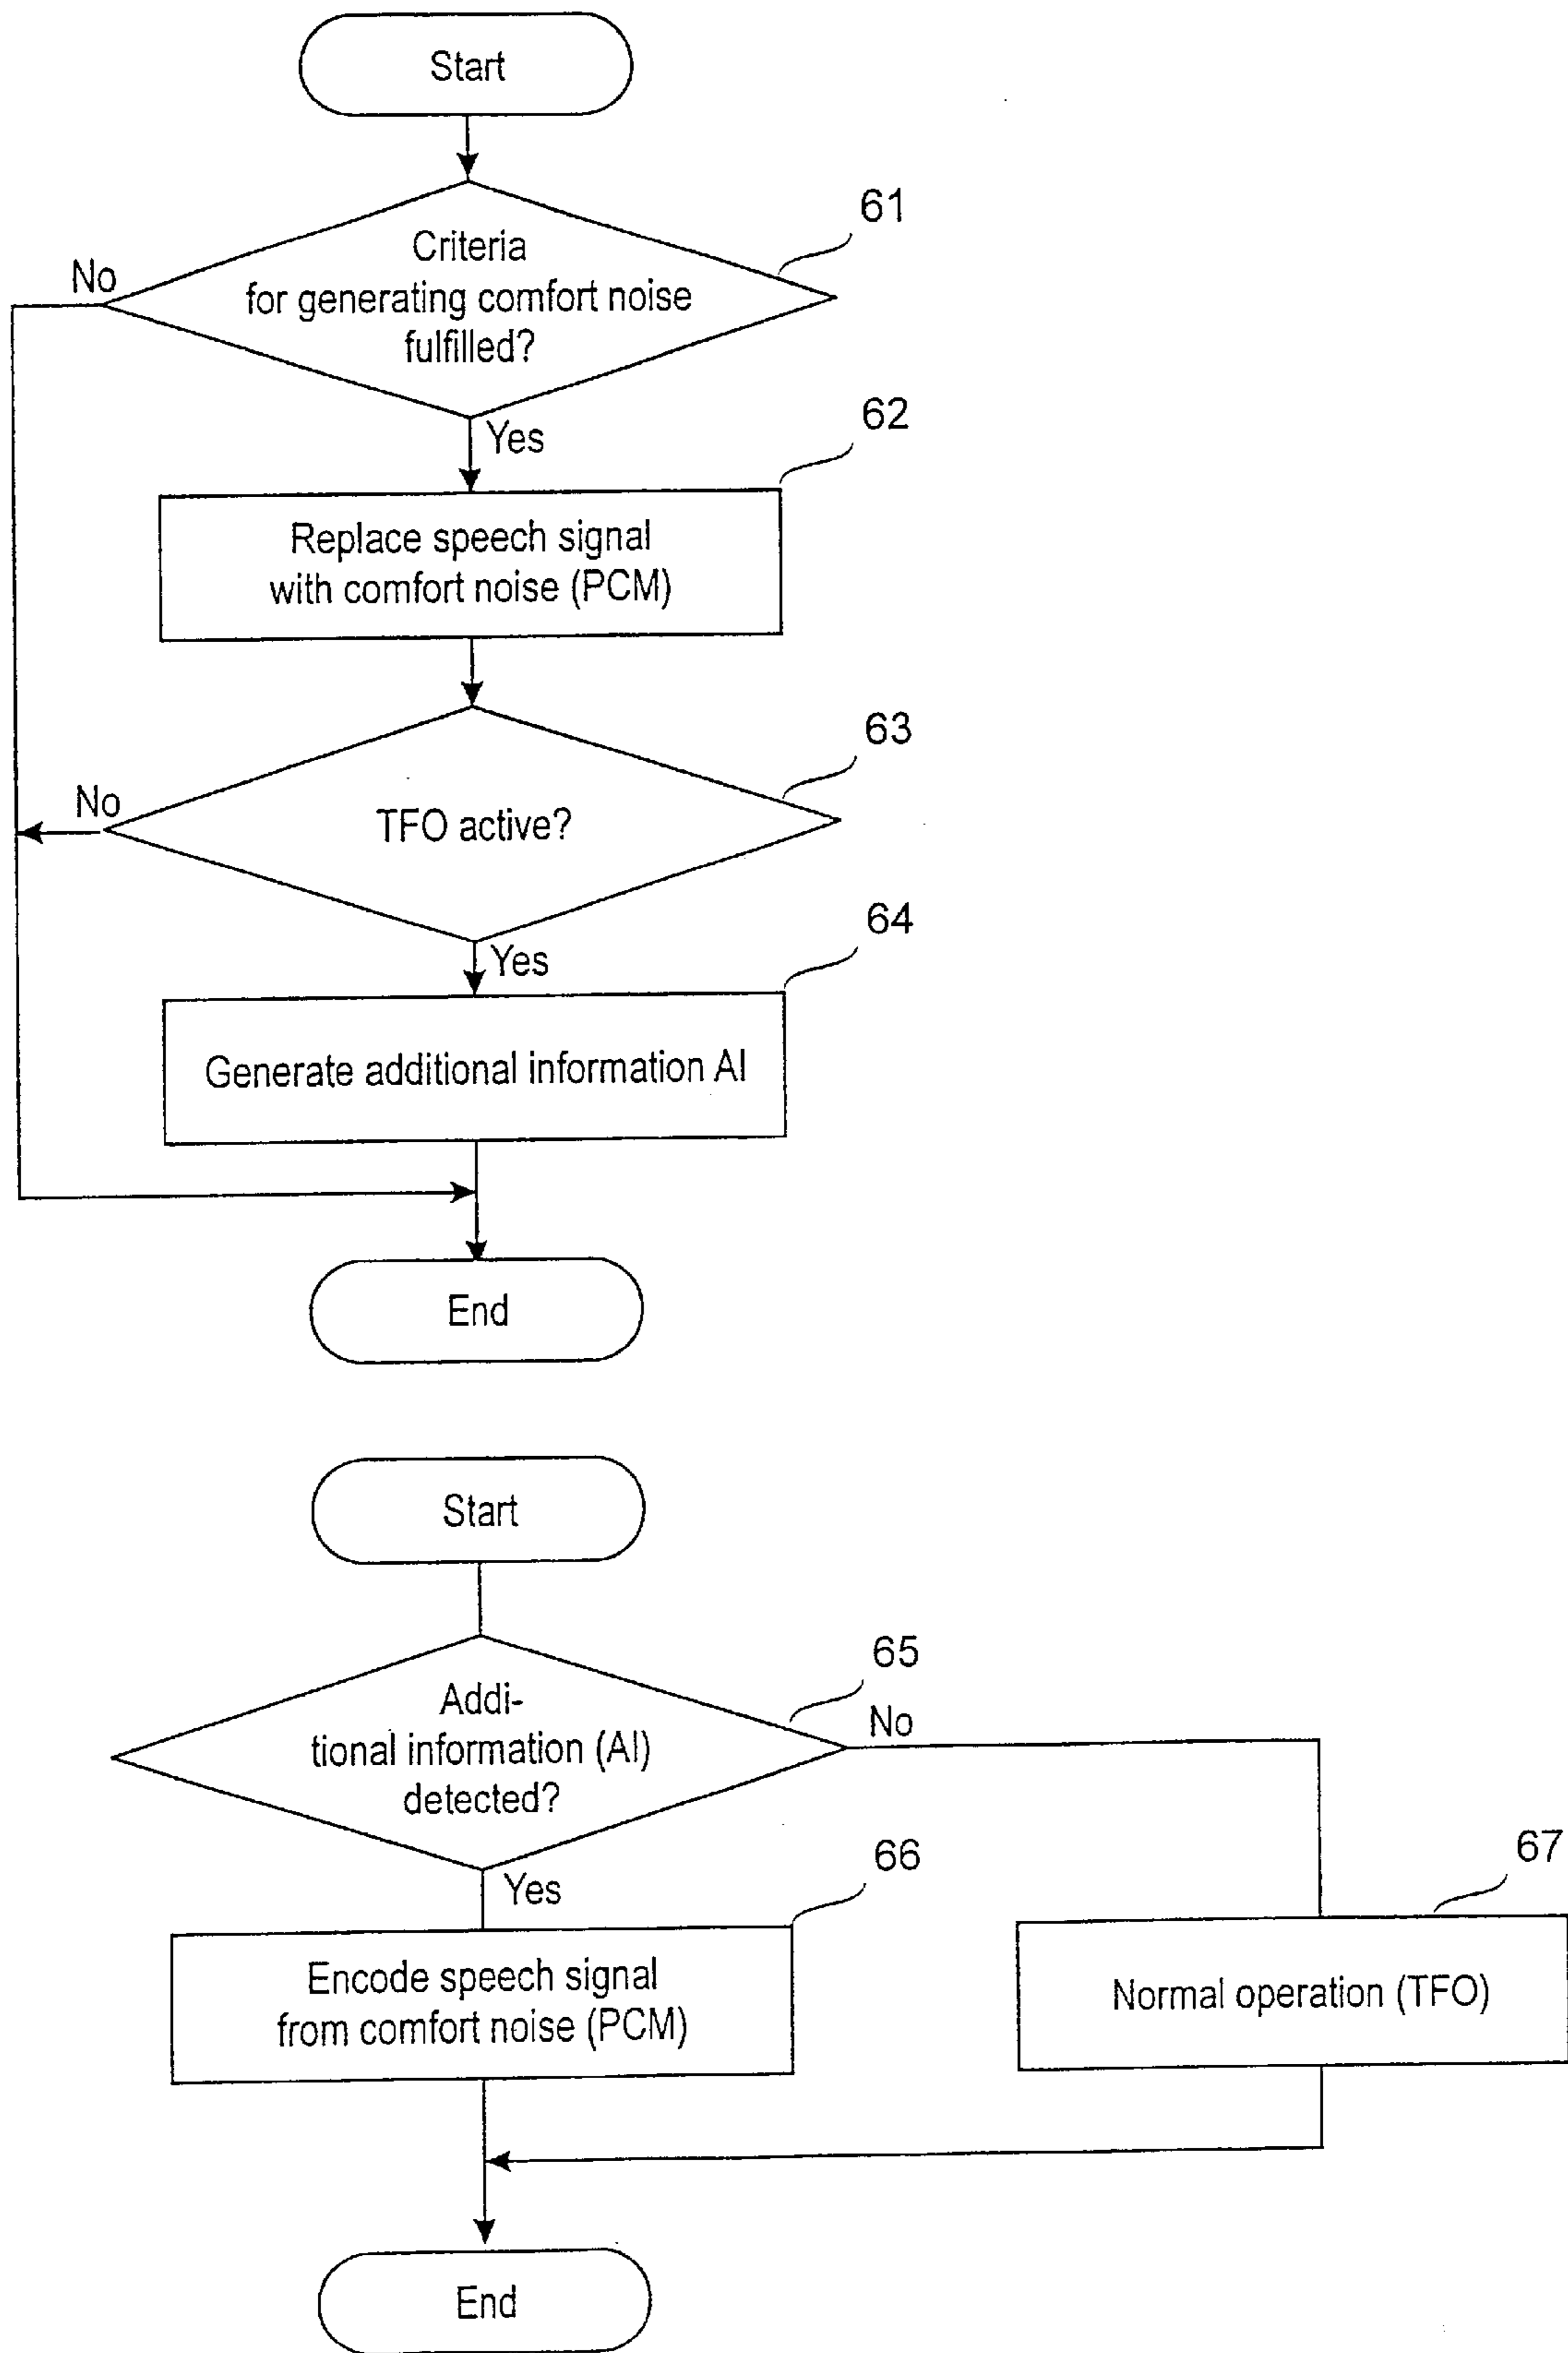 Start
61
Criteria
for generating comfort noise
fulfilled?
No
Yes
62
Replace speech signal
with comfort noise (PCM)
63
TFO active?
No
Yes
64
Generate additional information AI
End
Start
65
Addi-
tional information (AI)
detected?
No
Yes
66
67
Encode speech signal
from comfort noise (PCM)
Normal operation (TFO)
End